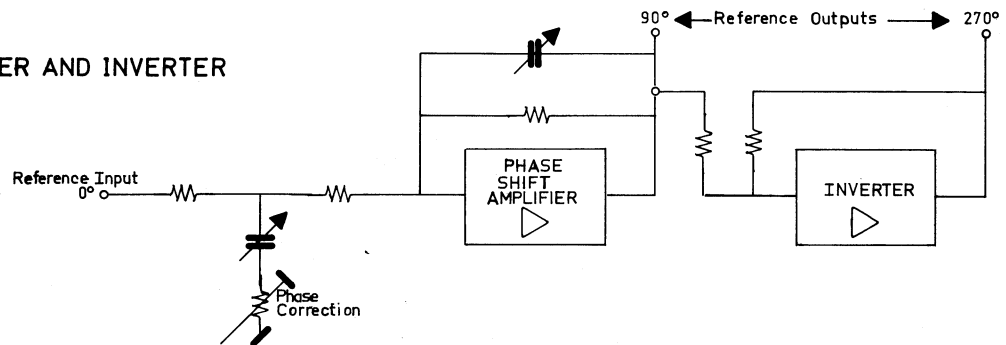 90° Reference Outputs 270°
ER AND INVERTER
Reference Input
0°
PHASE
SHIFT
AMPLIFIER
INVERTER
Phase
Correction